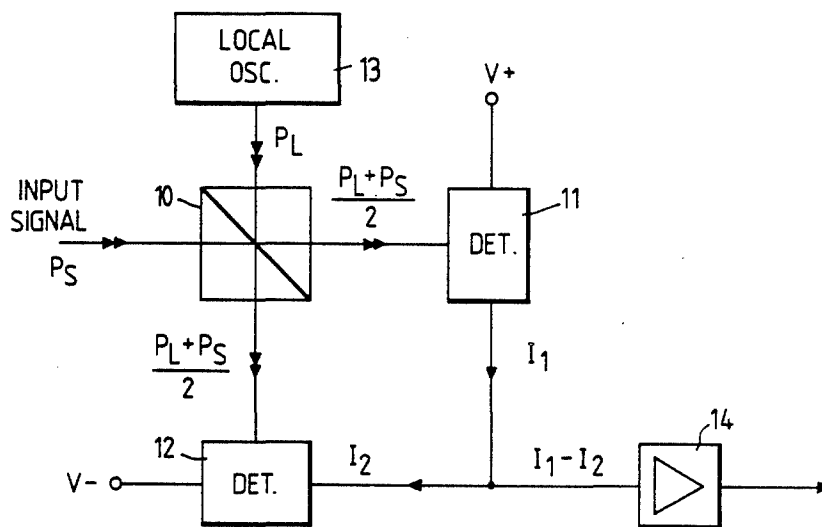 LOCAL
OSC.
13
V+
PL
INPUT
SIGNAL
PS
10
PL+PS
2
11
DET.
PL+PS
2
I1
12
DET.
V-
I2
I1-I2
14